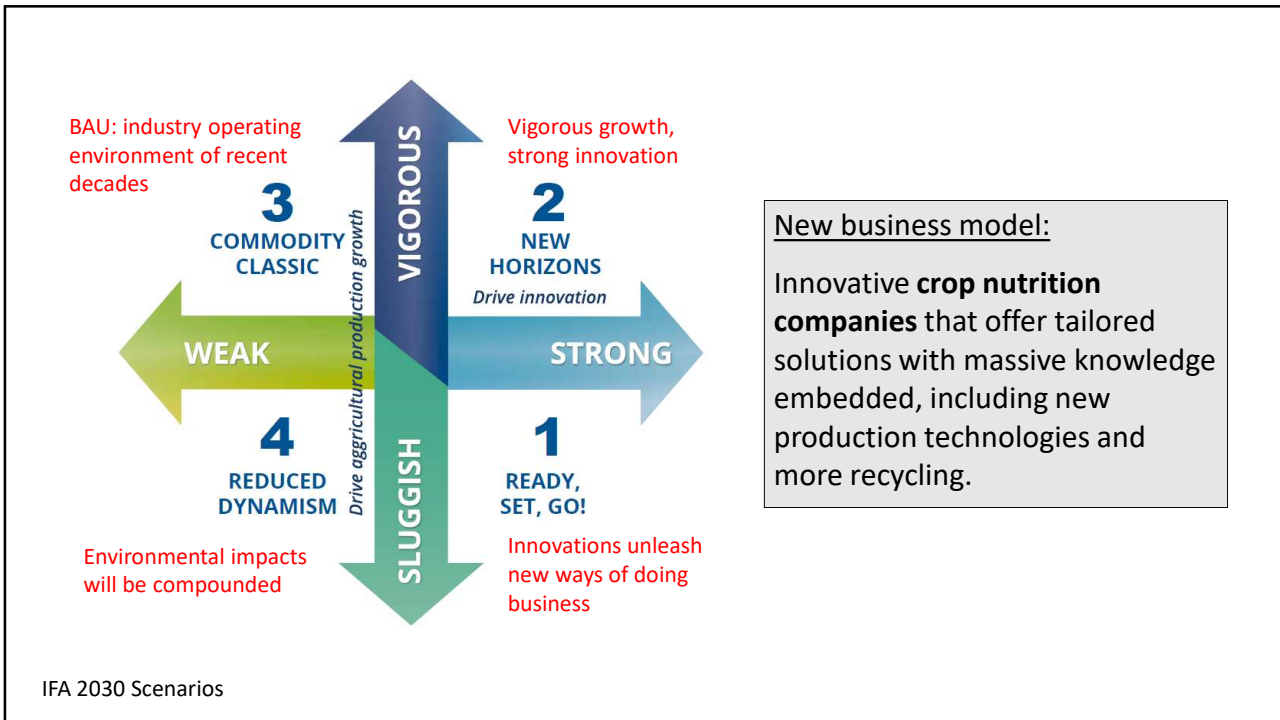 BAU: industry operating
environment of recent
decades
3
COMMODITY
CLASSIC
Vigorous growth,
strong innovation
2
NEW
HORIZONS
Drive innovation
VIGOROUS
Drive aggricultural production growth
WEAK
STRONG
SLUGGISH
4
REDUCED
DYNAMISM
Environmental impacts
will be compounded
1
READY,
SET, GO!
Innovations unleash
new ways of doing
business
New business model:
Innovative crop nutrition
companies that offer tailored
solutions with massive knowledge
embedded, including new
production technologies and
more recycling.
IFA 2030 Scenarios